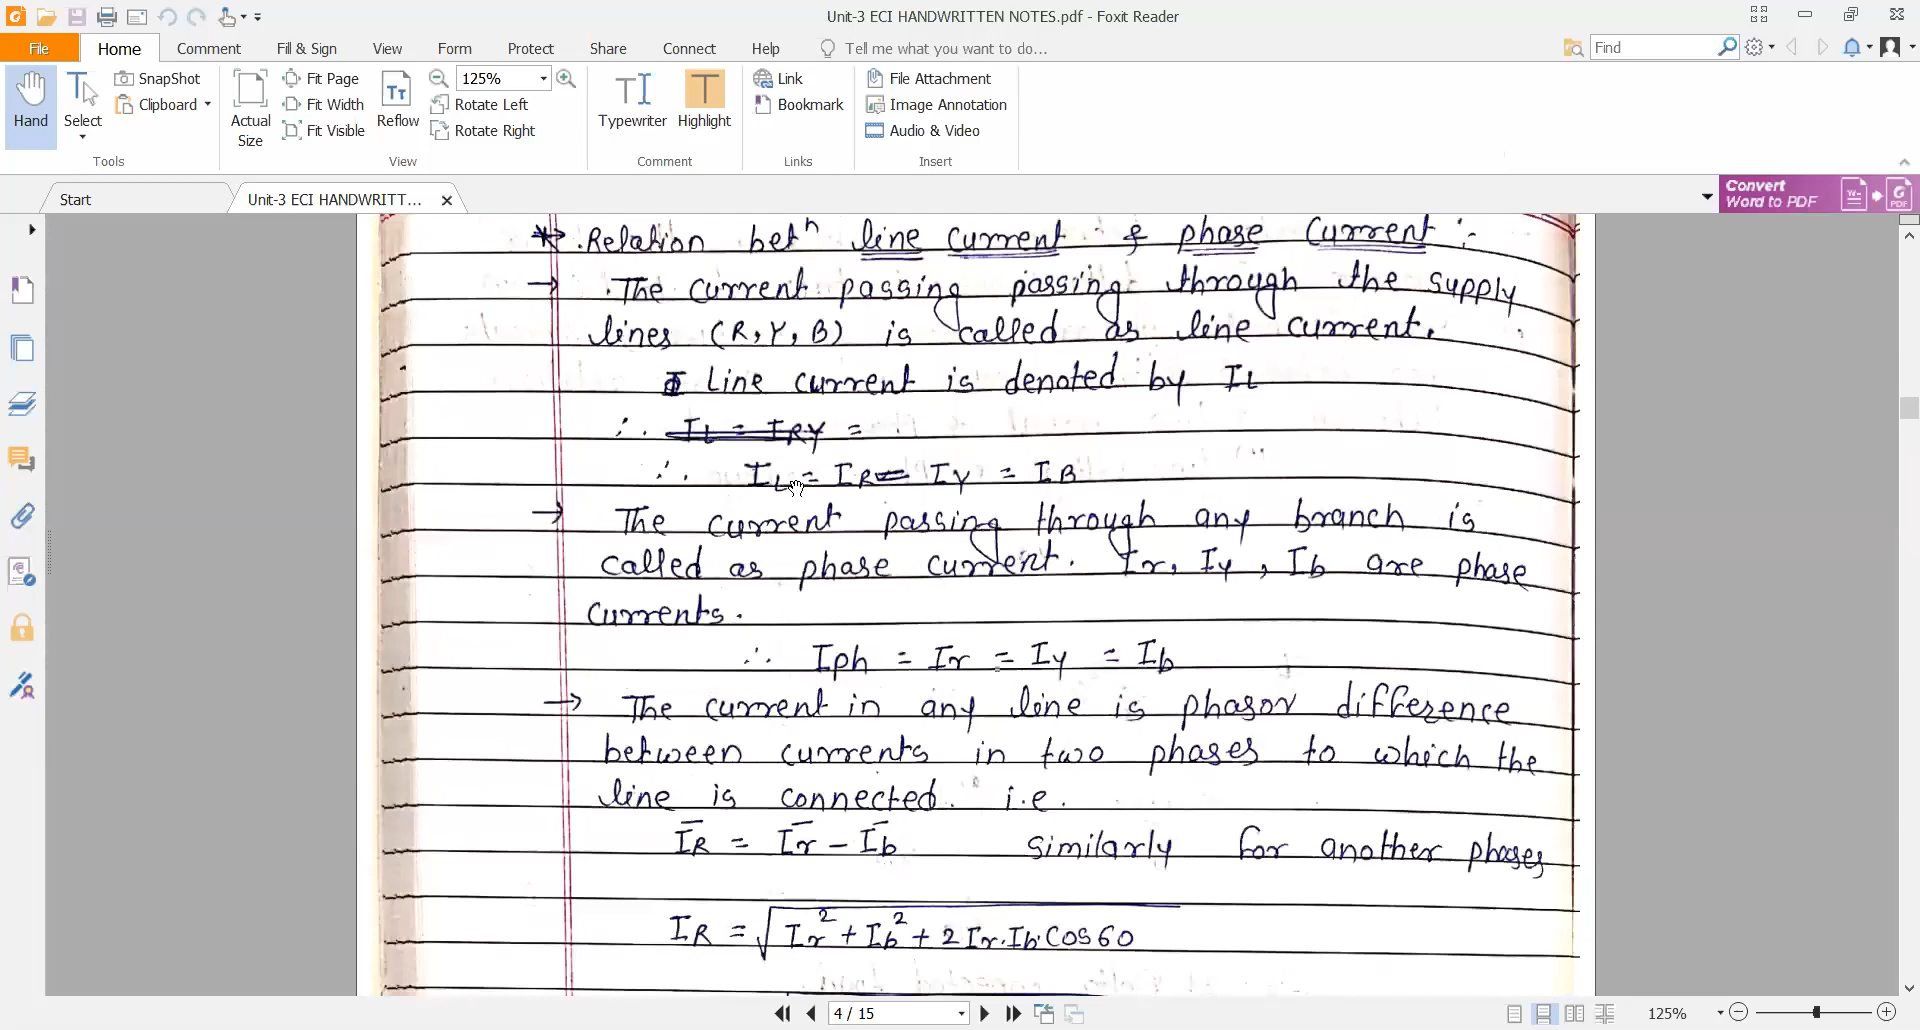 Unit-3 ECI HANDWRITTEN NOTES.pdf - Foxit Reader
File Home Comment Fill & Sign View Form Protect Share Connect Help Tell me what you want to do... Find
Hand
Select
SnapShot
Clipboard
Tools
Actual Size
Fit Page
Fit Width
Fit Visible
Reflow
125%
Rotate Left
Rotate Right
View
Typewriter
Highlight
Comment
Link
Bookmark
Links
File Attachment
Image Annotation
Audio & Video
Insert
Start
Unit-3 ECI HANDWRITT...
Convert
Word to PDF
Relation betⁿ line current & phase current :-
→ The current passing passing through the supply
lines (R, Y, B) is called as line current.
Line current is denoted by IL
∴ IL = IRY =
∴ IL = IR = IY = IB
→ The current passing through any branch is
called as phase current. Ir, Iy, Ib are phase
currents.
∴ Iph = Ir = Iy = Ib
→ The current in any line is phasor difference
between currents in two phases to which the
line is connected. i.e.
I̅R = I̅r - I̅b similarly for another phases
IR = √Ir² + Ib² + 2 Ir. Ib. COS 60
4 / 15
125%